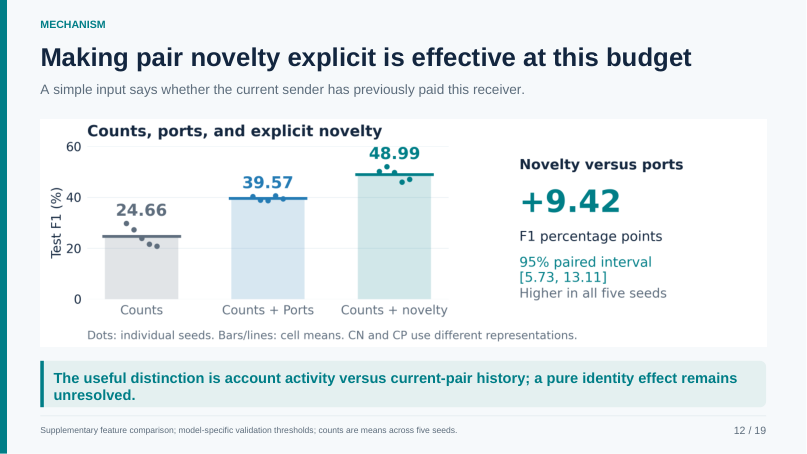 MECHANISM
Making pair novelty explicit is effective at this budget
A simple input says whether the current sender has previously paid this receiver.
Counts, ports, and explicit novelty
Test F1 (%)
60
40
20
0
24.66
39.57
48.99
Counts
Counts + Ports
Counts + novelty
Dots: individual seeds. Bars/lines: cell means. CN and CP use different representations.
Novelty versus ports
+9.42
F1 percentage points
95% paired interval
[5.73, 13.11]
Higher in all five seeds
The useful distinction is account activity versus current-pair history; a pure identity effect remains
unresolved.
Supplementary feature comparison; model-specific validation thresholds; counts are means across five seeds.
12 / 19